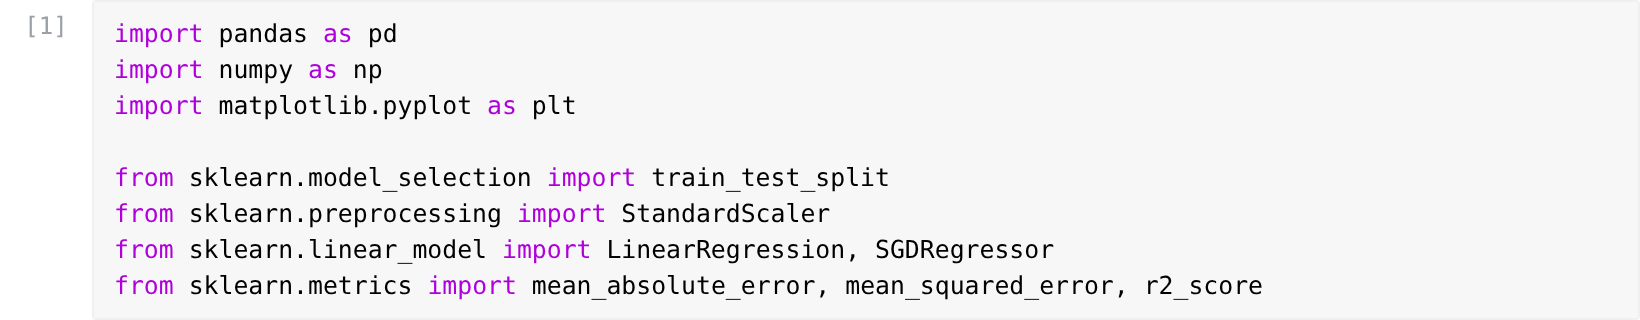 [1]
import pandas as pd
import numpy as np
import matplotlib.pyplot as plt
from sklearn.model_selection import train_test_split
from sklearn.preprocessing import StandardScaler
from sklearn.linear_model import LinearRegression, SGDRegressor
from sklearn.metrics import mean_absolute_error, mean_squared_error, r2_score